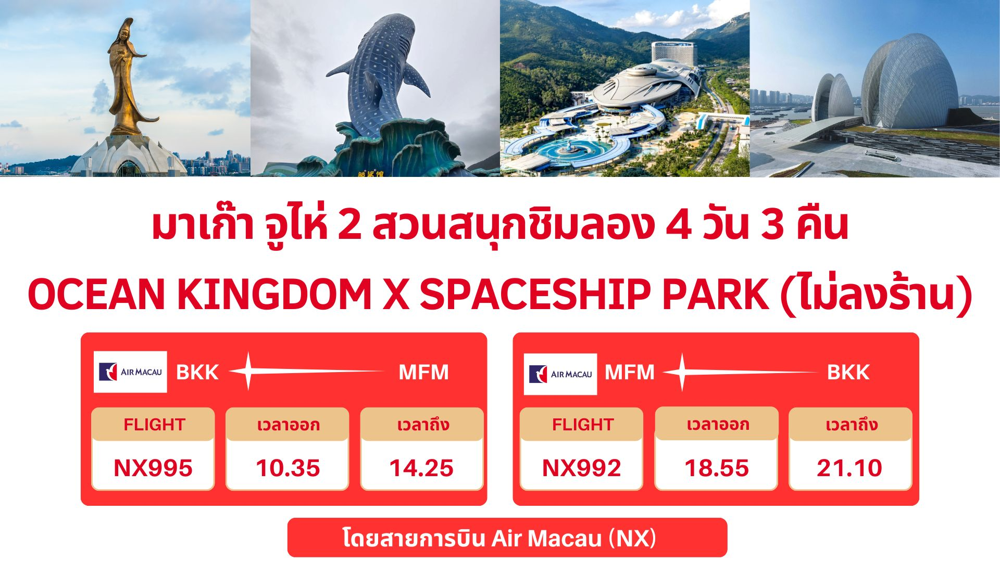 鲸鲨馆
มาเก๊า จูไห่ 2 สวนสนุกชิมลอง 4 วัน 3 คืน
OCEAN KINGDOM X SPACESHIP PARK (ไม่ลงร้าน)
AIR MACAU BKK MFM
FLIGHT เวลาออก เวลาถึง
NX995 10.35 14.25
AIR MACAU MFM BKK
FLIGHT เวลาออก เวลาถึง
NX992 18.55 21.10
โดยสายการบิน Air Macau (NX)